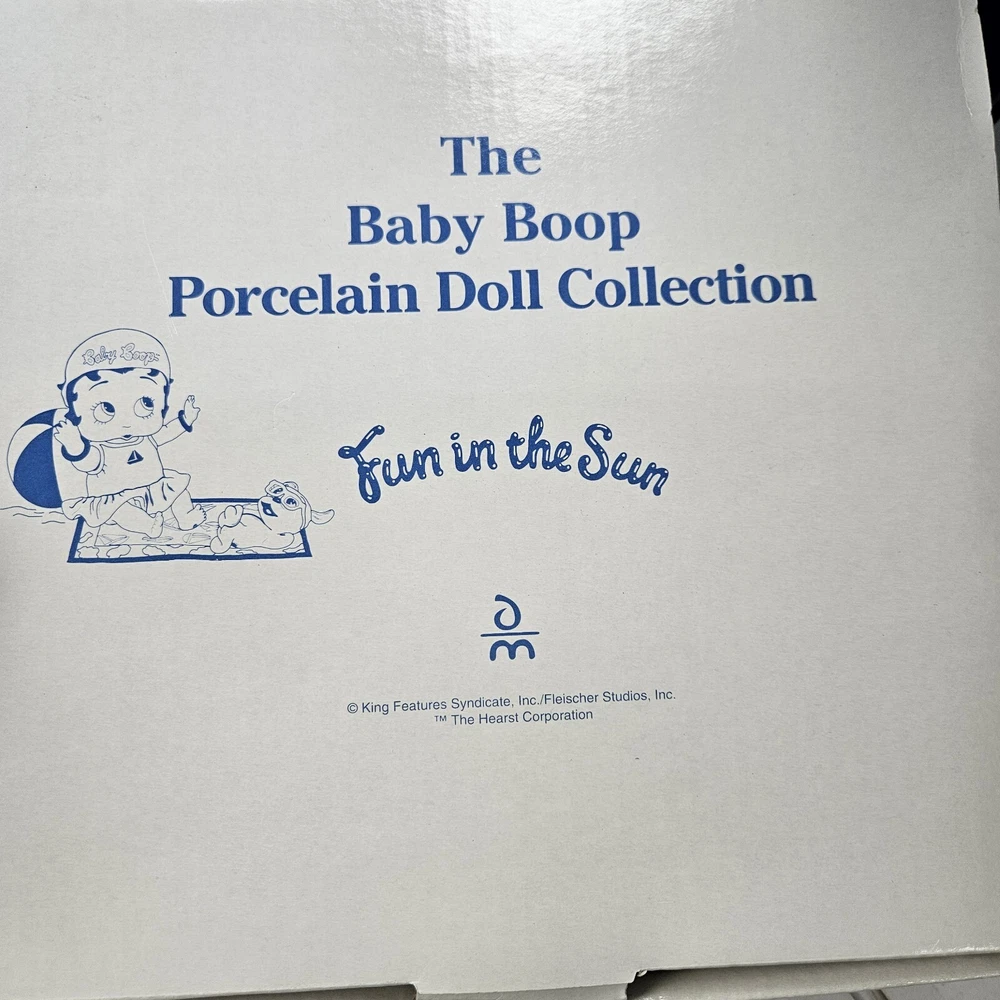 The
Baby Boop
Porcelain Doll Collection
Baby Boop™
Fun in the Sun
© King Features Syndicate, Inc./Fleischer Studios, Inc.
™ The Hearst Corporation